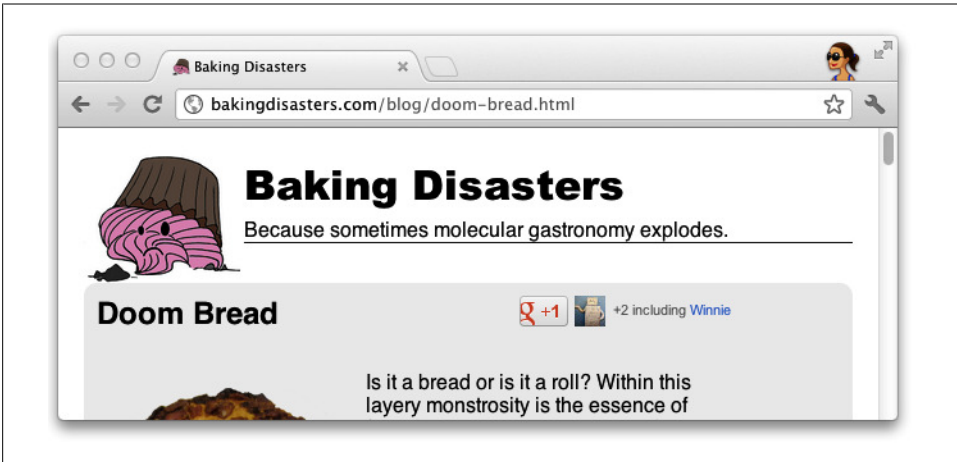 Baking Disasters
bakingdisasters.com/blog/doom-bread.html
Baking Disasters
Because sometimes molecular gastronomy explodes.
Doom Bread
g +1 +2 including Winnie
Is it a bread or is it a roll? Within this
layery monstrosity is the essence of